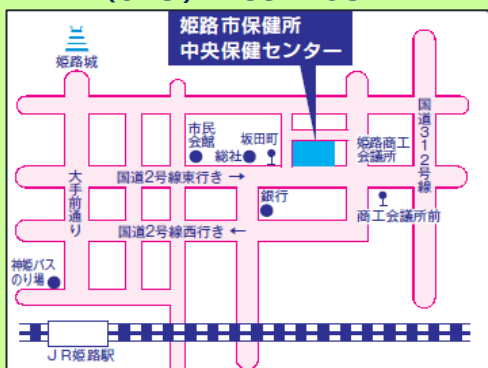 姫路市保健所
中央保健センター
姫路城
国道312号線
市民
会館
坂田町
総社
姫路商工
会議所
国道2号線東行き →
大手前通り
銀行
商工会議所前
国道2号線西行き ←
神姫バス
のり場
JR姫路駅